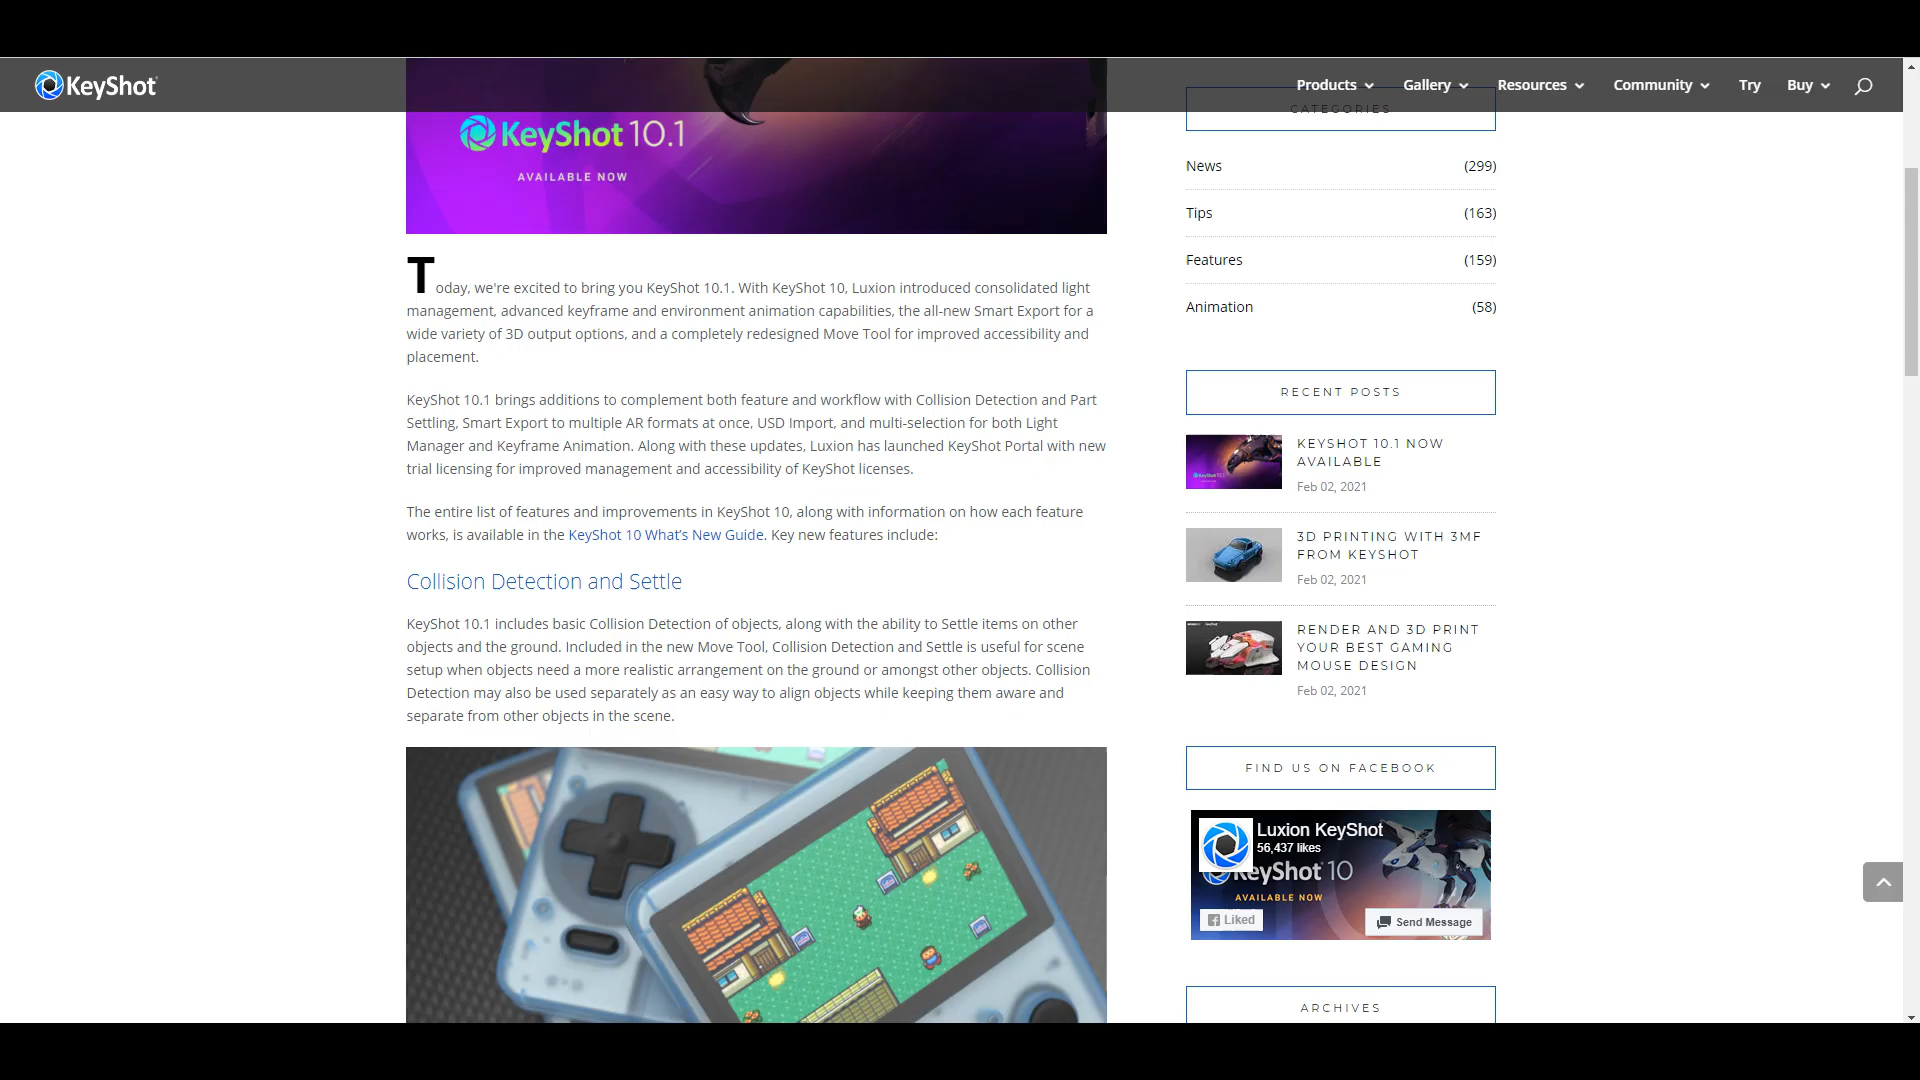 KeyShot
Products
Gallery
Resources
Community
Try
Buy
KeyShot 10.1
AVAILABLE NOW
Today, we're excited to bring you KeyShot 10.1. With KeyShot 10, Luxion introduced consolidated light
management, advanced keyframe and environment animation capabilities, the all-new Smart Export for a
wide variety of 3D output options, and a completely redesigned Move Tool for improved accessibility and
placement.
KeyShot 10.1 brings additions to complement both feature and workflow with Collision Detection and Part
Settling, Smart Export to multiple AR formats at once, USD Import, and multi-selection for both Light
Manager and Keyframe Animation. Along with these updates, Luxion has launched KeyShot Portal with new
trial licensing for improved management and accessibility of KeyShot licenses.
The entire list of features and improvements in KeyShot 10, along with information on how each feature
works, is available in the KeyShot 10 What's New Guide. Key new features include:
Collision Detection and Settle
KeyShot 10.1 includes basic Collision Detection of objects, along with the ability to Settle items on other
objects and the ground. Included in the new Move Tool, Collision Detection and Settle is useful for scene
setup when objects need a more realistic arrangement on the ground or amongst other objects. Collision
Detection may also be used separately as an easy way to align objects while keeping them aware and
separate from other objects in the scene.
CATEGORIES
News (299)
Tips (163)
Features (159)
Animation (58)
RECENT POSTS
KEYSHOT 10.1 NOW
AVAILABLE
Feb 02, 2021
3D PRINTING WITH 3MF
FROM KEYSHOT
Feb 02, 2021
RENDER AND 3D PRINT
YOUR BEST GAMING
MOUSE DESIGN
Feb 02, 2021
FIND US ON FACEBOOK
Luxion KeyShot
56,437 likes
KeyShot 10
AVAILABLE NOW
Liked
Send Message
ARCHIVES